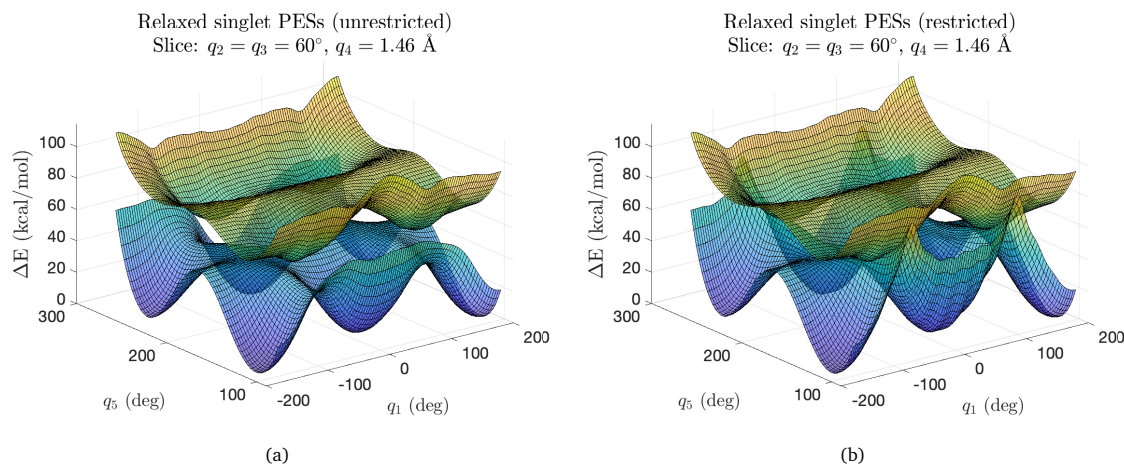 Relaxed singlet PESs (unrestricted)
Slice: q₂ = q₃ = 60°, q₄ = 1.46 Å
ΔE (kcal/mol)
100
80
60
40
20
0
300
200
100
q₅ (deg)
-200
-100
0
100
200
q₁ (deg)
(a)
Relaxed singlet PESs (restricted)
Slice: q₂ = q₃ = 60°, q₄ = 1.46 Å
ΔE (kcal/mol)
100
80
60
40
20
0
300
200
100
q₅ (deg)
-200
-100
0
100
200
q₁ (deg)
(b)